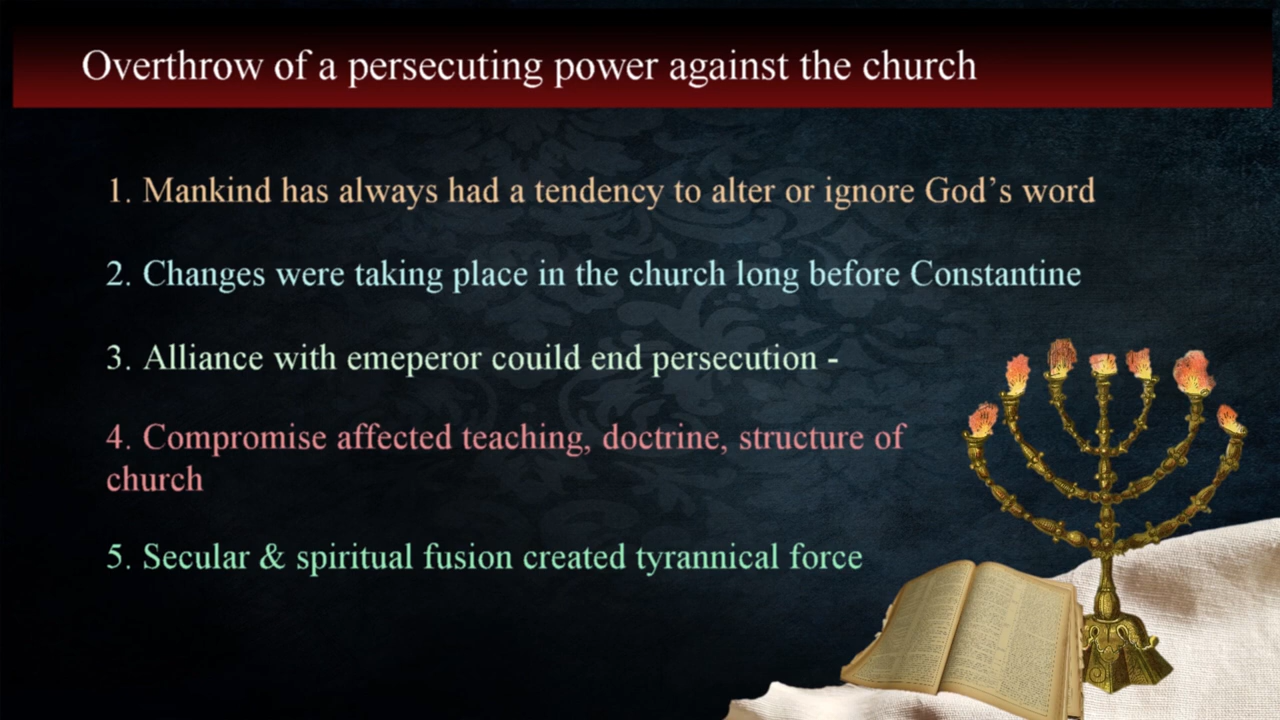 Overthrow of a persecuting power against the church
1. Mankind has always had a tendency to alter or ignore God’s word
2. Changes were taking place in the church long before Constantine
3. Alliance with emeperor couild end persecution -
4. Compromise affected teaching, doctrine, structure of
church
5. Secular & spiritual fusion created tyrannical force